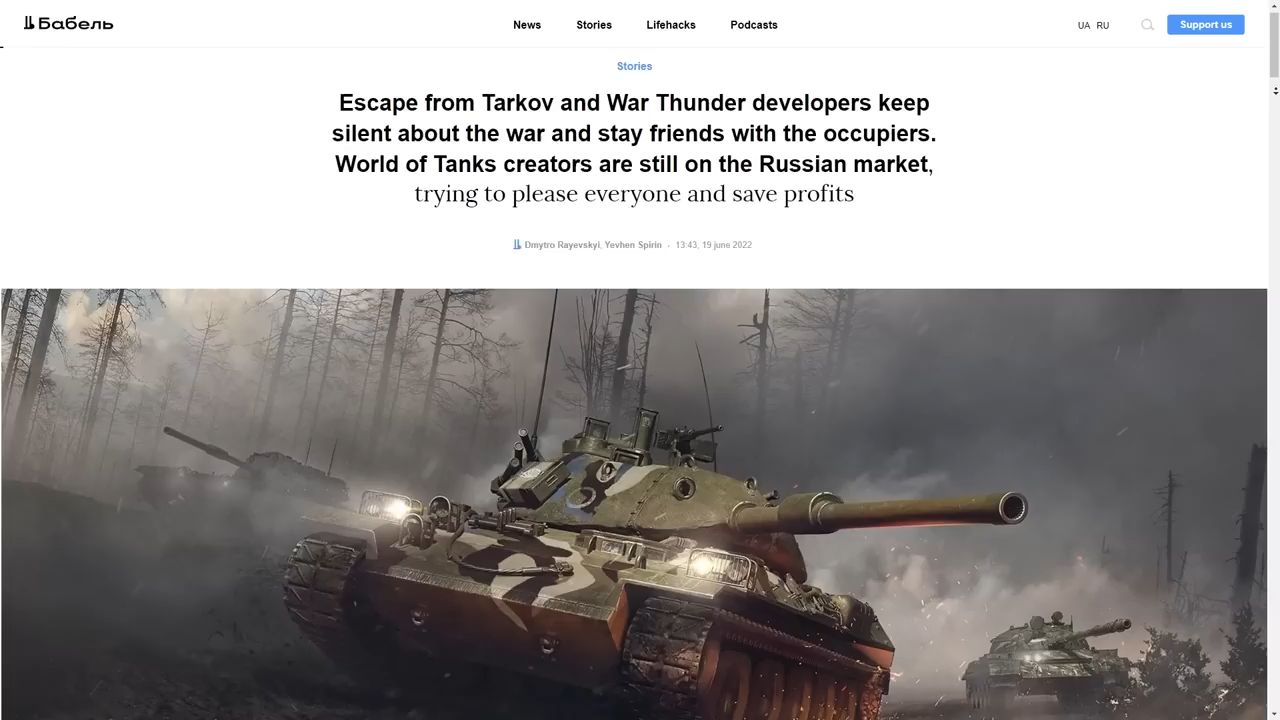 Бабель
News
Stories
Lifehacks
Podcasts
UA RU
Support us
Stories
Escape from Tarkov and War Thunder developers keep
silent about the war and stay friends with the occupiers.
World of Tanks creators are still on the Russian market,
trying to please everyone and save profits
Dmytro Rayevskyi, Yevhen Spirin · 13:43, 19 june 2022